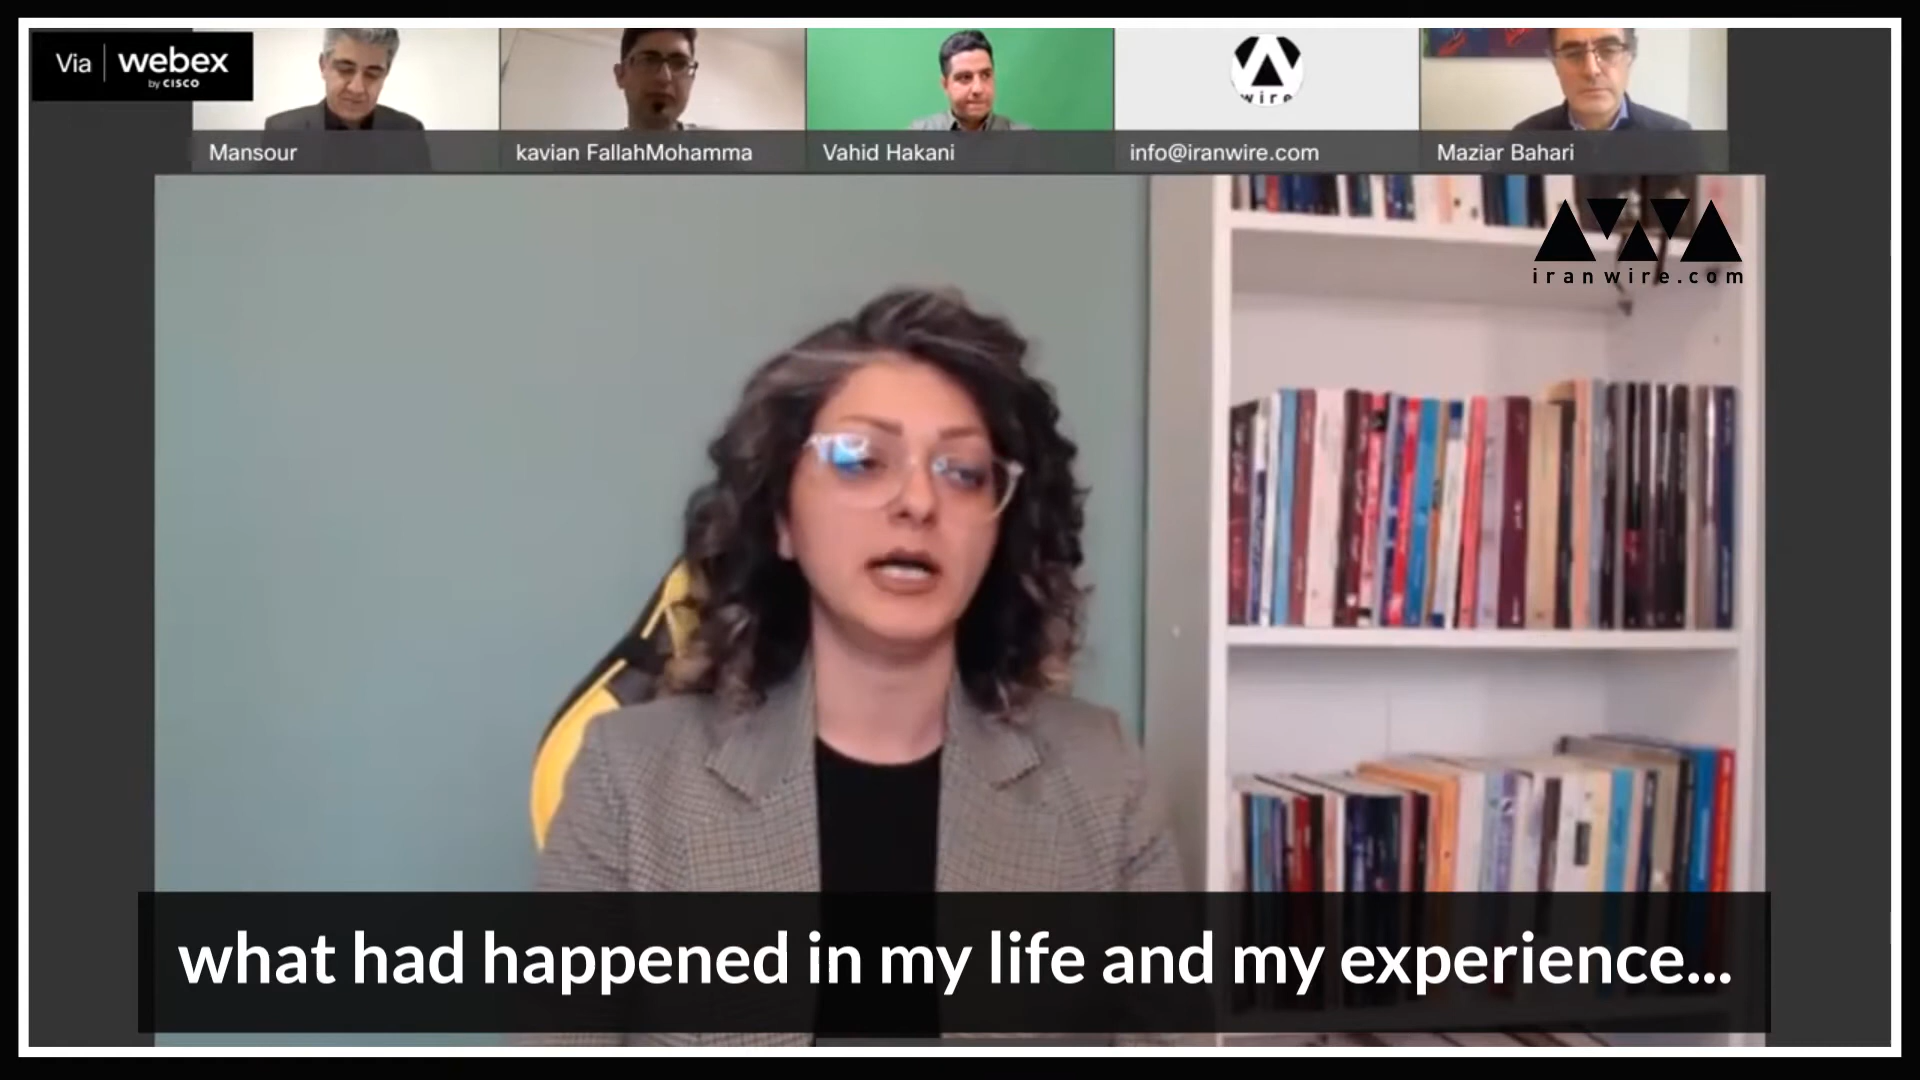 Via webex
by CISCO
wire
Mansour
kavian FallahMohamma
Vahid Hakani
info@iranwire.com
Maziar Bahari
iranwire.com
what had happened in my life and my experience...